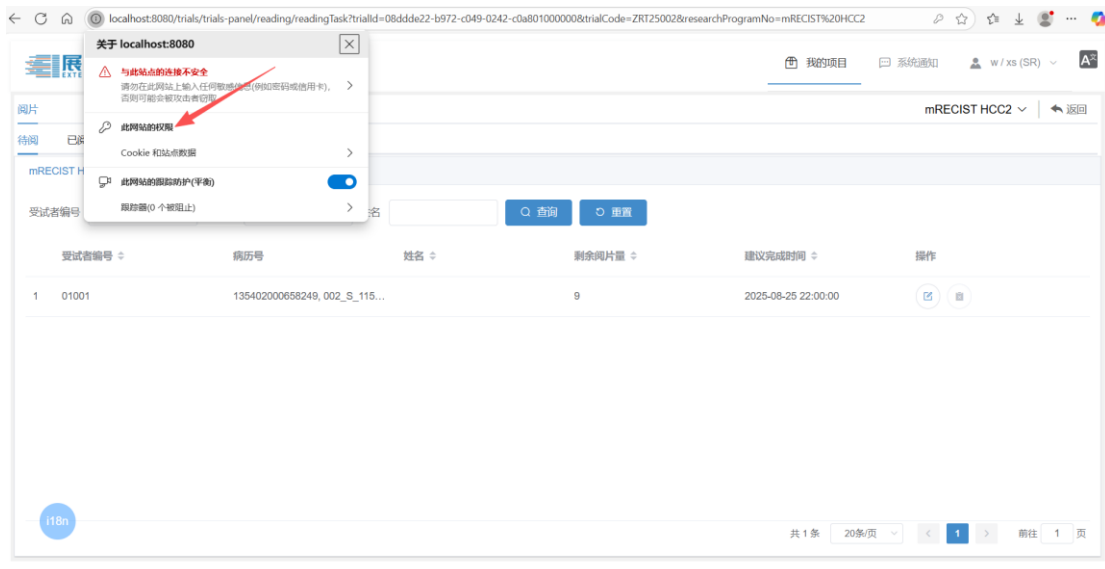 localhost:8080/trials/trials-panel/reading/readingTask?trialId=08ddde22-b972-c049-0242-c0a801000000&trialCode=ZRT25002&researchProgramNo=mRECIST%20HCC2
关于 localhost:8080
与此站点的连接不安全
请勿在此网站上输入任何敏感信息(例如密码或信用卡),
否则可能会被攻击者窃取。
此网站的权限
Cookie 和站点数据
此网站的跟踪防护(平衡)
跟踪器(0 个被阻止)
展
EXTE
我的项目
系统通知
w / xs (SR)
阅片
mRECIST HCC2
返回
待阅 已阅
mRECIST H
受试者编号 名 查询 重置
受试者编号 病历号 姓名 剩余阅片量 建议完成时间 操作
1 01001 135402000658249, 002_S_115... 9 2025-08-25 22:00:00
i18n
共 1 条 20条/页 1 前往 1 页